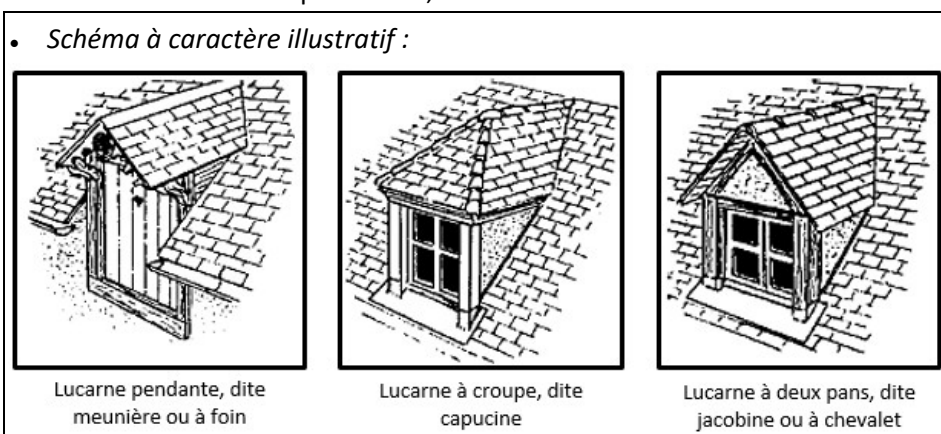 • Schéma à caractère illustratif :
Lucarne pendante, dite
meunière ou à foin
Lucarne à croupe, dite
capucine
Lucarne à deux pans, dite
jacobine ou à chevalet